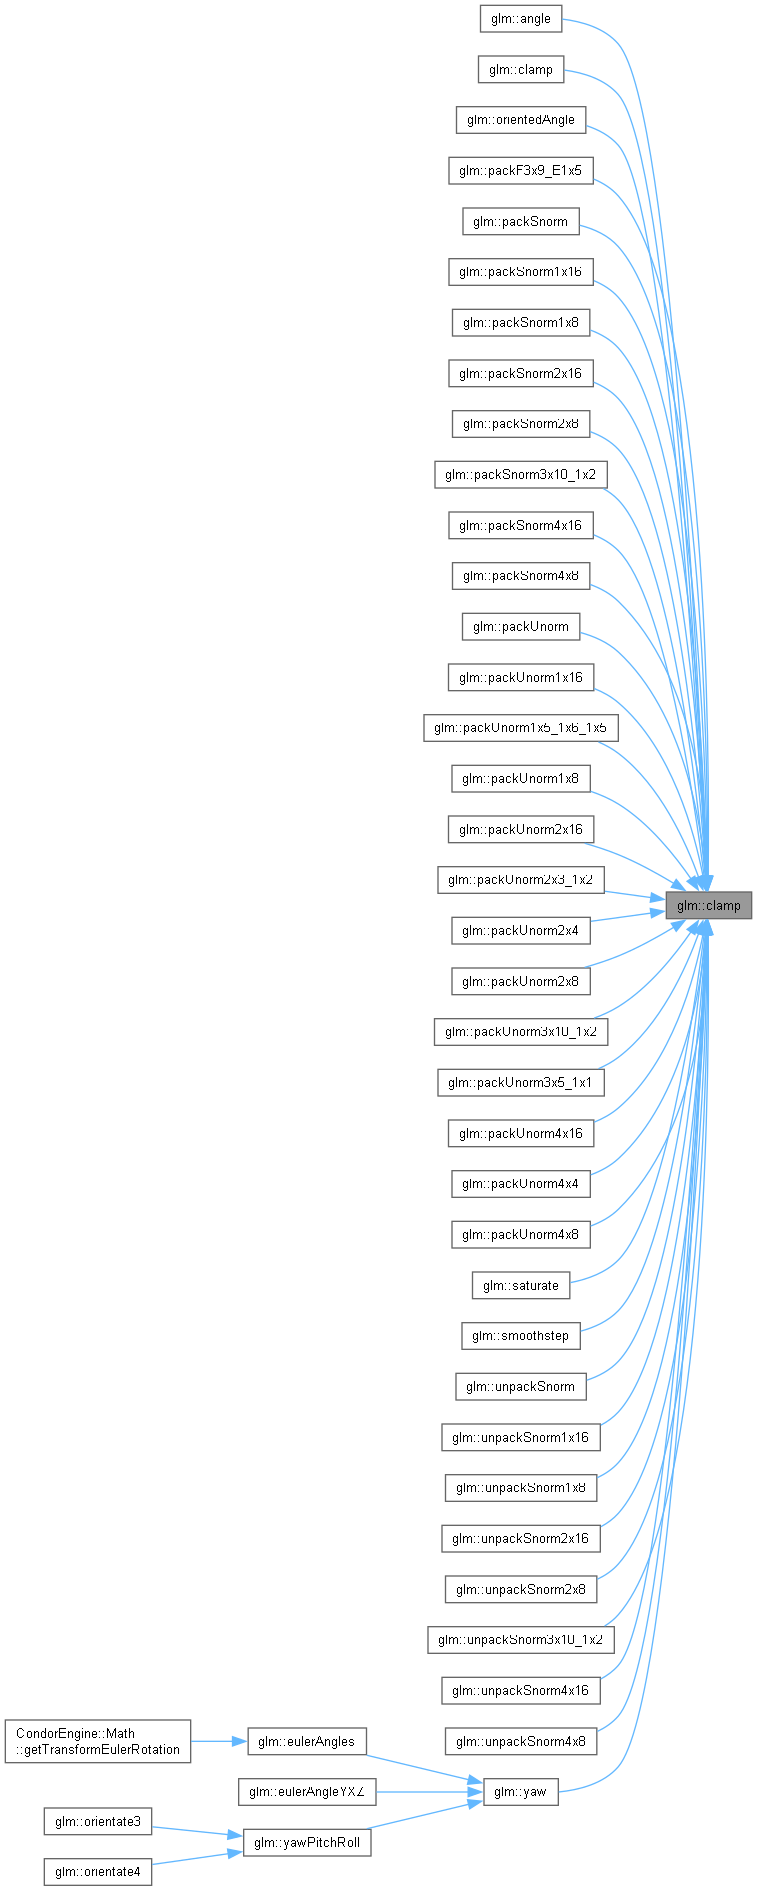 glm::angle
glm::clamp
glm::orientedAngle
glm::packF3x9_E1x5
glm::packSnorm
glm::packSnorm1x16
glm::packSnorm1x8
glm::packSnorm2x16
glm::packSnorm2x8
glm::packSnorm3x10_1x2
glm::packSnorm4x16
glm::packSnorm4x8
glm::packUnorm
glm::packUnorm1x16
glm::packUnorm1x5_1x6_1x5
glm::packUnorm1x8
glm::packUnorm2x16
glm::packUnorm2x3_1x2
glm::clamp
glm::packUnorm2x4
glm::packUnorm2x8
glm::packUnorm3x10_1x2
glm::packUnorm3x5_1x1
glm::packUnorm4x16
glm::packUnorm4x4
glm::packUnorm4x8
glm::saturate
glm::smoothstep
glm::unpackSnorm
glm::unpackSnorm1x16
glm::unpackSnorm1x8
glm::unpackSnorm2x16
glm::unpackSnorm2x8
glm::unpackSnorm3x10_1x2
glm::unpackSnorm4x16
glm::unpackSnorm4x8
CondorEngine::Math
::getTransformEulerRotation
glm::eulerAngles
glm::eulerAngleYXZ
glm::yaw
glm::orientate3
glm::yawPitchRoll
glm::orientate4